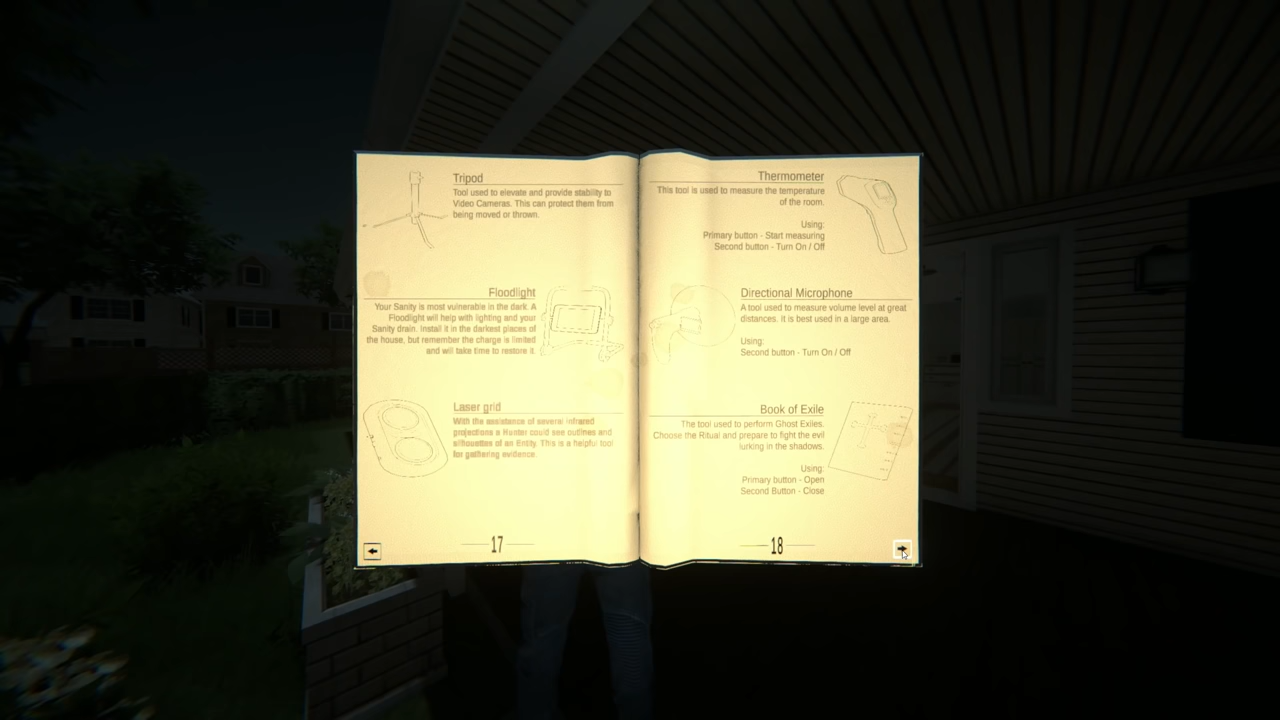 Tripod
Tool used to elevate and provide stability to
Video Cameras. This can protect them from
being moved or thrown.
Floodlight
Your Sanity is most vulnerable in the dark. A
Floodlight will help with lighting and your
Sanity drain. Install it in the darkest places of
the house, but remember the charge is limited
and will take time to restore it.
Laser grid
With the assistance of several infrared
projections a Hunter could see outlines and
silhouettes of an Entity. This is a helpful tool
for gathering evidence.
17
Thermometer
This tool is used to measure the temperature
of the room.
Using:
Primary button - Start measuring
Second button - Turn On / Off
Directional Microphone
A tool used to measure volume level at great
distances. It is best used in a large area.
Using:
Second button - Turn On / Off
Book of Exile
The tool used to perform Ghost Exiles.
Choose the Ritual and prepare to fight the evil
lurking in the shadows.
Using:
Primary button - Open
Second Button - Close
18